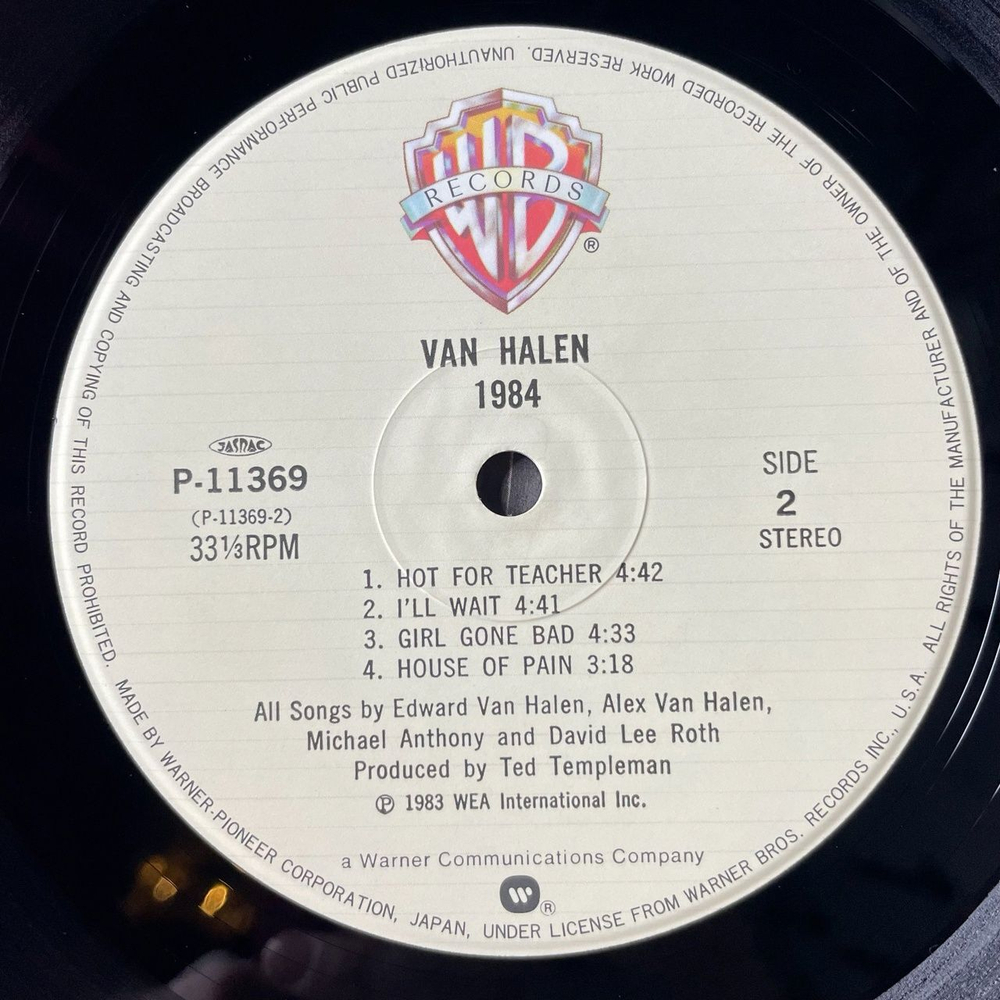 WB
RECORDS
®
VAN HALEN
1984
JASRAC
P-11369
(P-11369-2)
33⅓RPM
SIDE
2
STEREO
1. HOT FOR TEACHER 4:42
2. I'LL WAIT 4:41
3. GIRL GONE BAD 4:33
4. HOUSE OF PAIN 3:18
All Songs by Edward Van Halen, Alex Van Halen,
Michael Anthony and David Lee Roth
Produced by Ted Templeman
℗ 1983 WEA International Inc.
a Warner Communications Company
W ®
MADE BY WARNER-PIONEER CORPORATION, JAPAN, UNDER LICENSE FROM WARNER BROS. RECORDS INC., U.S.A. ALL RIGHTS OF THE MANUFACTURER AND OF THE OWNER OF THE RECORDED WORK RESERVED. UNAUTHORIZED PUBLIC PERFORMANCE BROADCASTING AND COPYING OF THIS RECORD PROHIBITED.